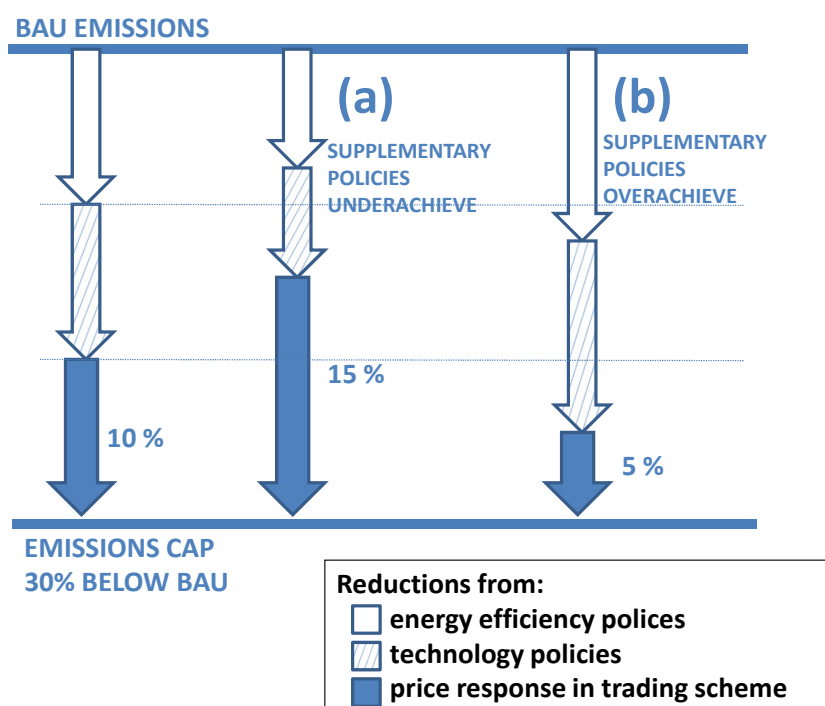 BAU EMISSIONS
(a)
SUPPLEMENTARY
POLICIES
UNDERACHIEVE
(b)
SUPPLEMENTARY
POLICIES
OVERACHIEVE
15 %
10 %
5 %
EMISSIONS CAP
30% BELOW BAU
Reductions from:
energy efficiency polices
technology policies
price response in trading scheme